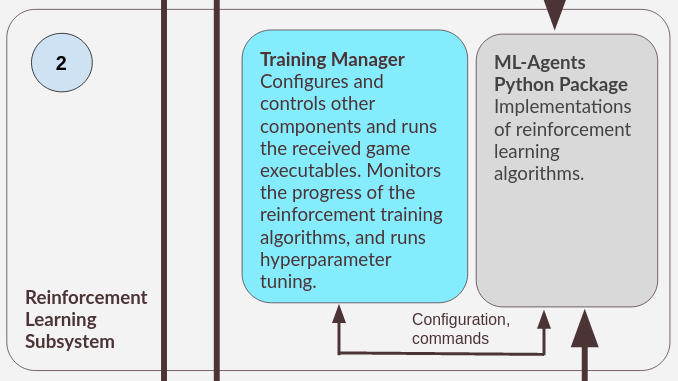 2
Reinforcement
Learning
Subsystem
Training Manager
Configures and
controls other
components and runs
the received game
executables. Monitors
the progress of the
reinforcement training
algorithms, and runs
hyperparameter
tuning.
ML-Agents
Python Package
Implementations
of reinforcement
learning
algorithms.
Configuration,
commands